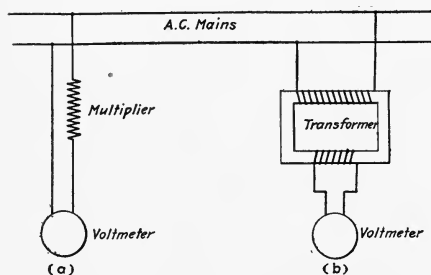 A.C. Mains
Multiplier
Transformer
Voltmeter
Voltmeter
(a)
(b)